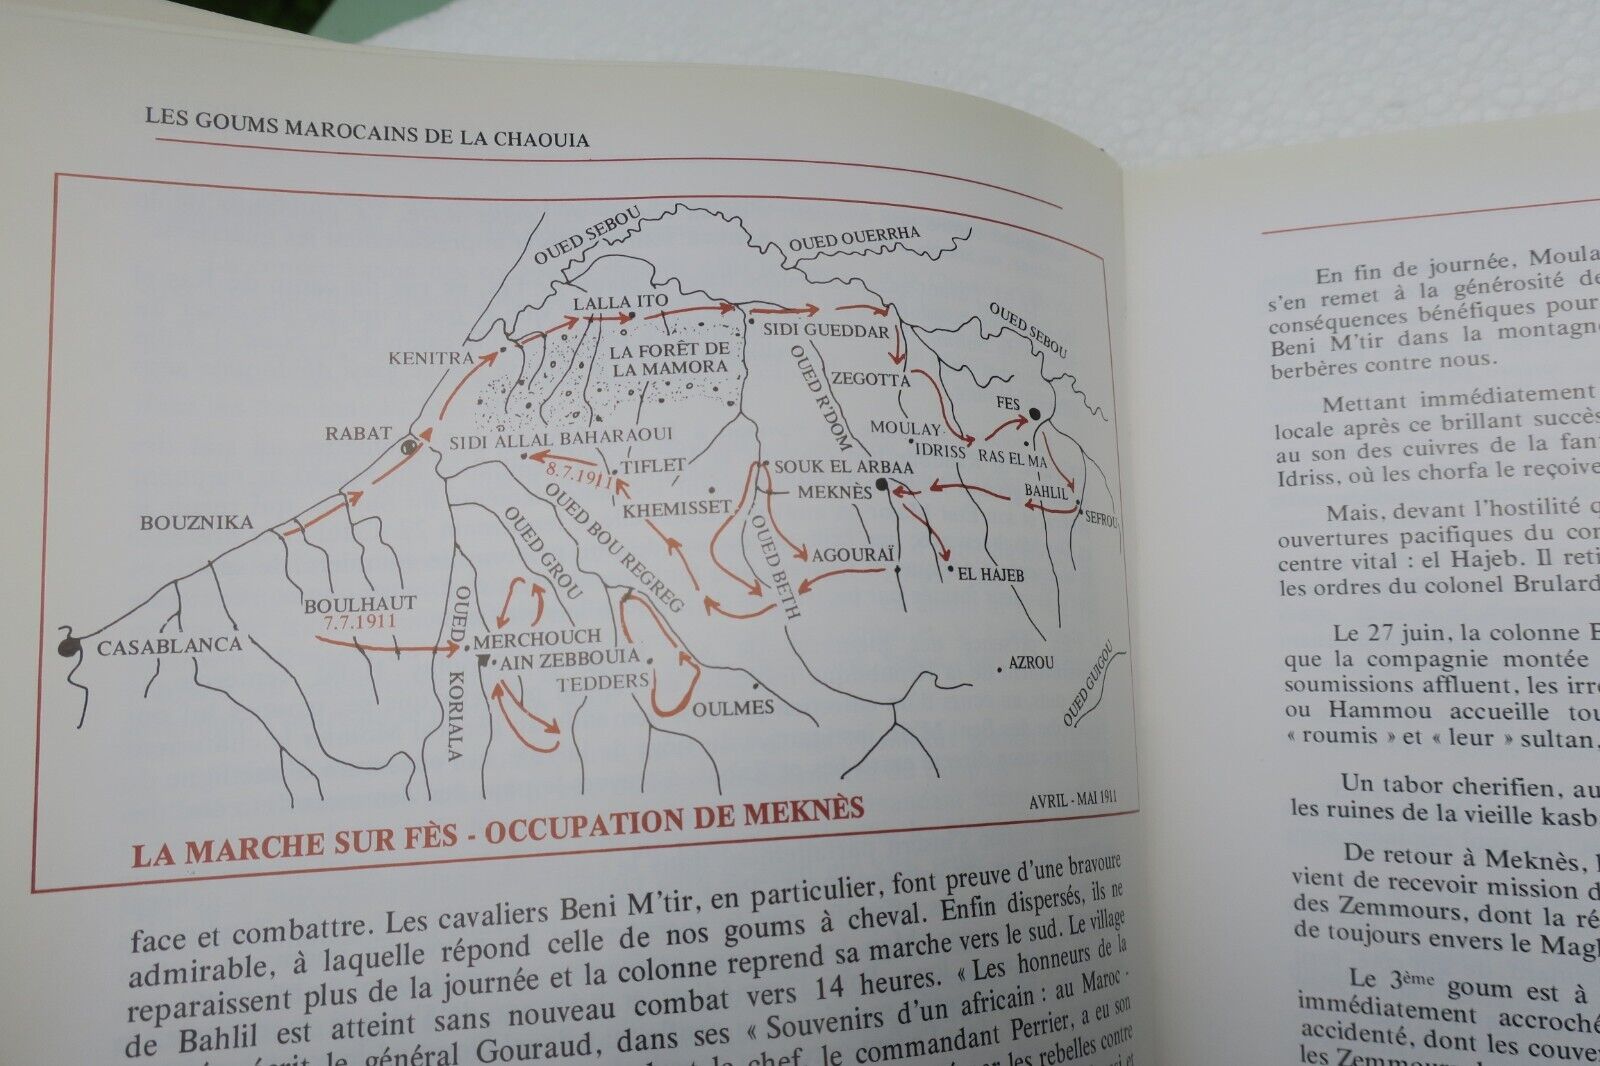 LES GOUMS MAROCAINS DE LA CHAOUIA
OUED SEBOU
OUED OUERRHA
LALLA ITO
SIDI GUEDDAR
OUED SEBOU
KENITRA
LA FORÊT DE
LA MAMORA
OUED R'DOM
ZEGOTTA
FES
RABAT
SIDI ALLAL BAHARAOUI
MOULAY
IDRISS
RAS EL MA
8.7.1911
TIFLET
SOUK EL ARBAA
MEKNÈS
BAHLIL
SEFROU
BOUZNIKA
KHEMISSET
OUED GROU
OUED BOU REGREG
OUED BETH
AGOURAÏ
EL HAJEB
BOULHAUT
7.7.1911
OUED KORIALA
CASABLANCA
MERCHOUCH
AIN ZEBBOUIA
TEDDERS
OULMES
AZROU
OUED GUIGOU
AVRIL - MAI 1911
LA MARCHE SUR FÈS - OCCUPATION DE MEKNÈS
face et combattre. Les cavaliers Beni M'tir, en particulier, font preuve d'une bravoure
admirable, à laquelle répond celle de nos goums à cheval. Enfin dispersés, ils ne
reparaissent plus de la journée et la colonne reprend sa marche vers le sud. Le village
de Bahlil est atteint sans nouveau combat vers 14 heures. « Les honneurs de la
le général Gouraud, dans ses « Souvenirs d'un africain : au Maroc -
chef, le commandant Perrier, a eu son
les rebelles contre
En fin de journée, Moula
s'en remet à la générosité de
conséquences bénéfiques pour
Beni M'tir dans la montagne
berbères contre nous.
Mettant immédiatement
locale après ce brillant succès
au son des cuivres de la fan
Idriss, où les chorfa le reçoive
Mais, devant l'hostilité
ouvertures pacifiques du con
centre vital : el Hajeb. Il reti
les ordres du colonel Brulard
Le 27 juin, la colonne
que la compagnie montée
soumissions affluent, les irr
ou Hammou accueille tou
« roumis » et « leur » sultan,
Un tabor cherifien, au
les ruines de la vieille kasb
De retour à Meknès,
vient de recevoir mission d
des Zemmours, dont la ré
de toujours envers le Magh
Le 3ème goum est à
immédiatement accroché
accidenté, dont les couve
les Zemmou